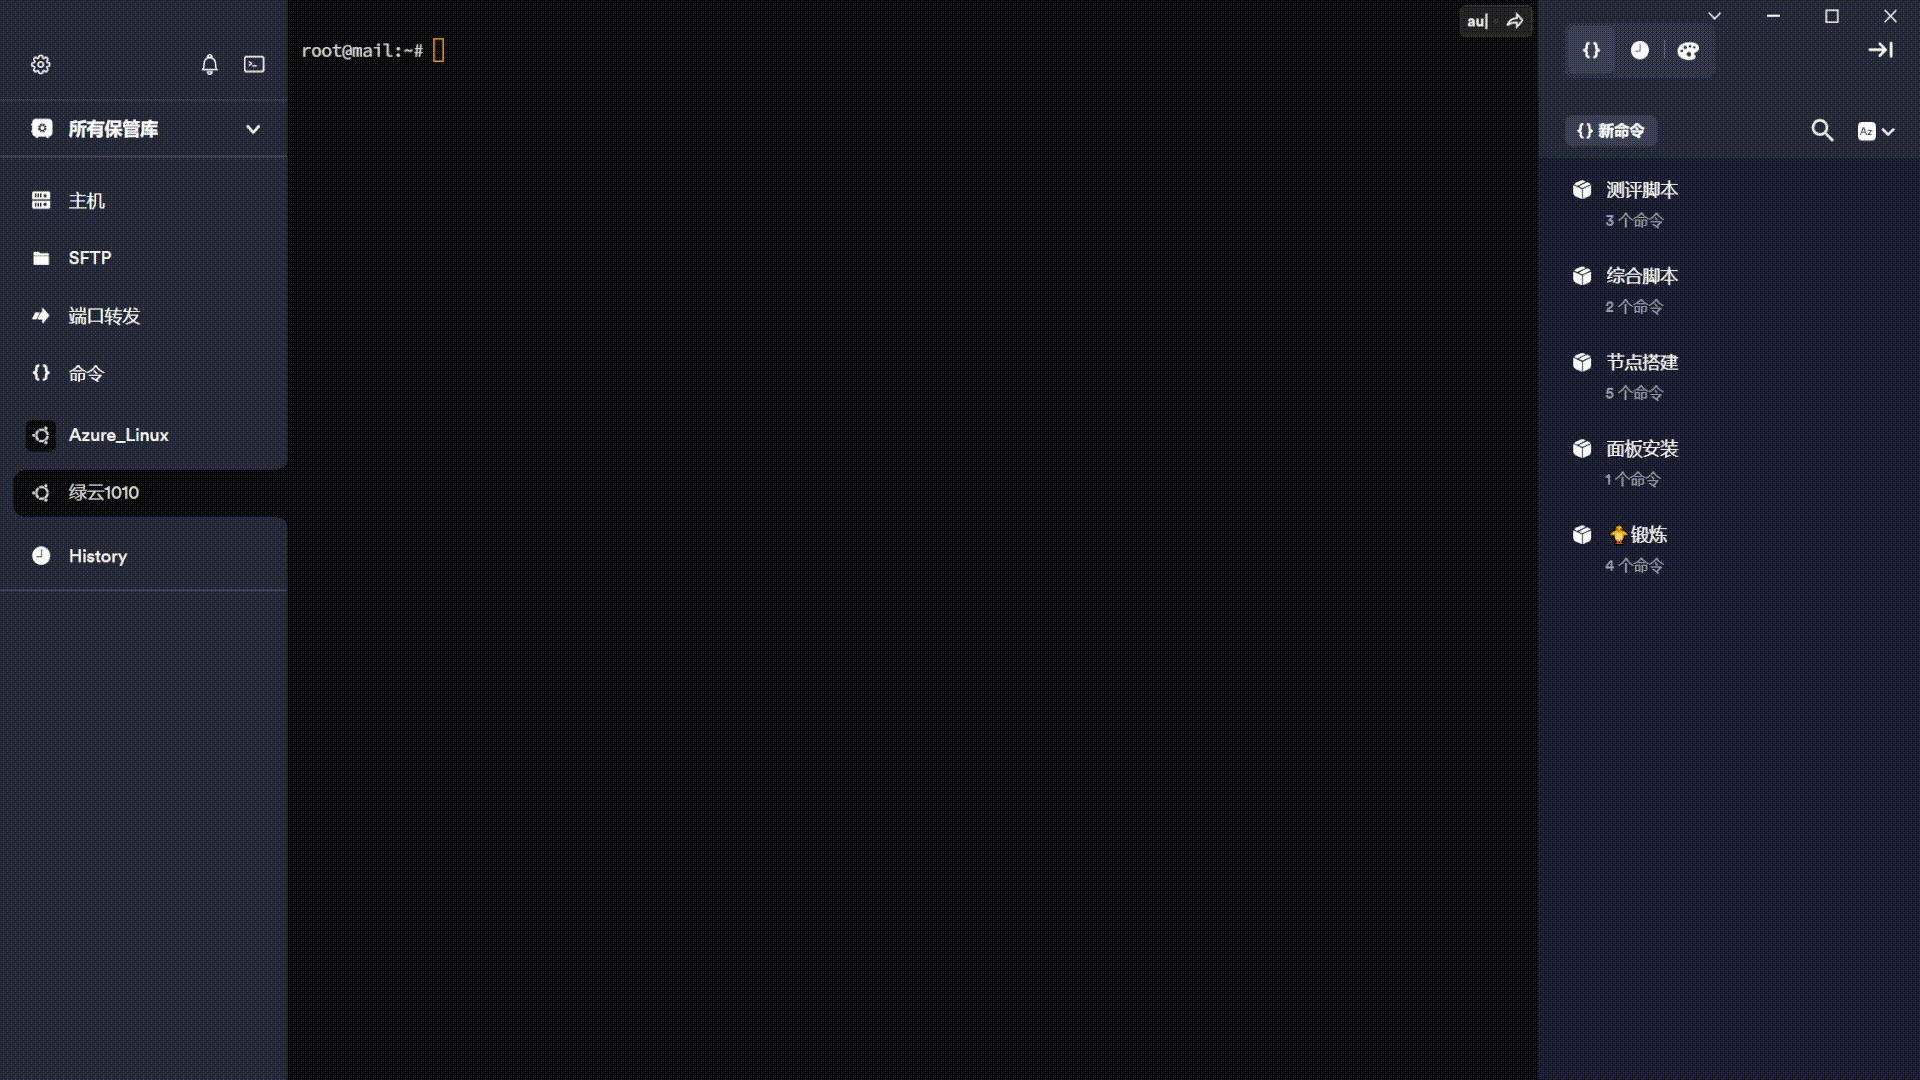 所有保管库
主机
SFTP
端口转发
命令
Azure_Linux
绿云1010
History
root@mail:~#
au|
{} 新命令
Az
测评脚本
3 个命令
综合脚本
2 个命令
节点搭建
5 个命令
面板安装
1 个命令
🐥锻炼
4 个命令